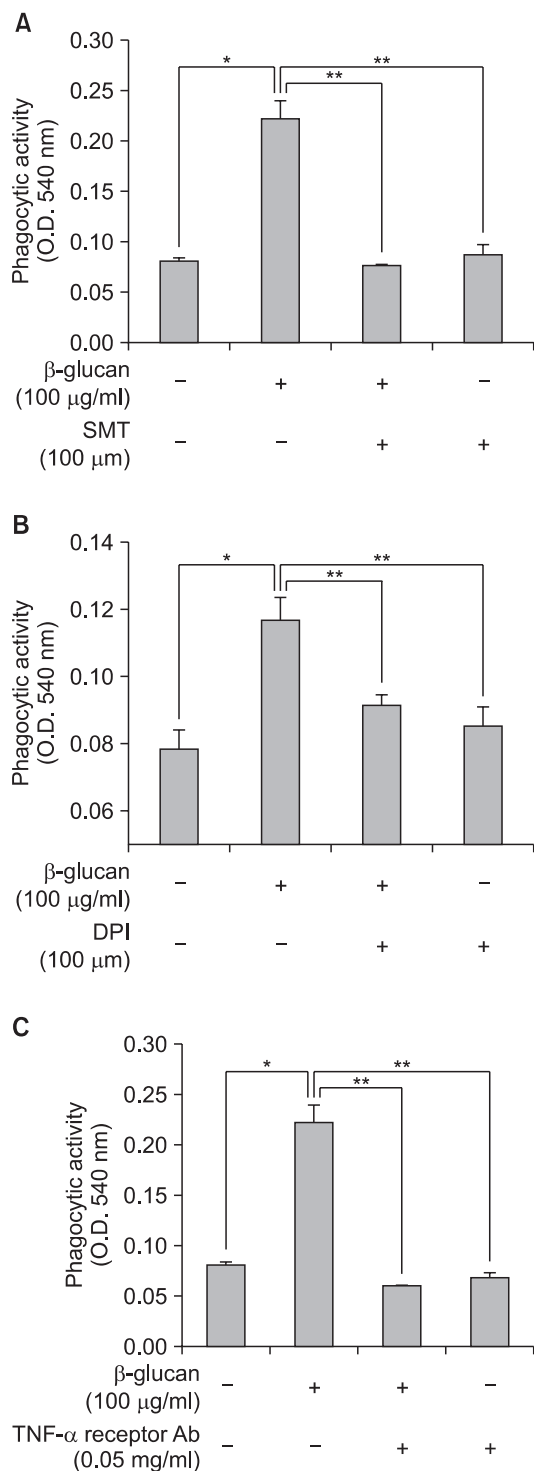 A
0.30
0.25
0.20
0.15
0.10
0.05
0.00
Phagocytic activity
(O.D. 540 nm)
* **
**
β-glucan
(100 μg/ml)
− + + −
SMT
(100 μm)
− − + +
B
0.14
0.12
0.10
0.08
0.06
Phagocytic activity
(O.D. 540 nm)
* **
**
β-glucan
(100 μg/ml)
− + + −
DPI
(100 μm)
− − + +
C
0.30
0.25
0.20
0.15
0.10
0.05
0.00
Phagocytic activity
(O.D. 540 nm)
* **
**
β-glucan
(100 μg/ml)
− + + −
TNF-α receptor Ab
(0.05 mg/ml)
− − + +